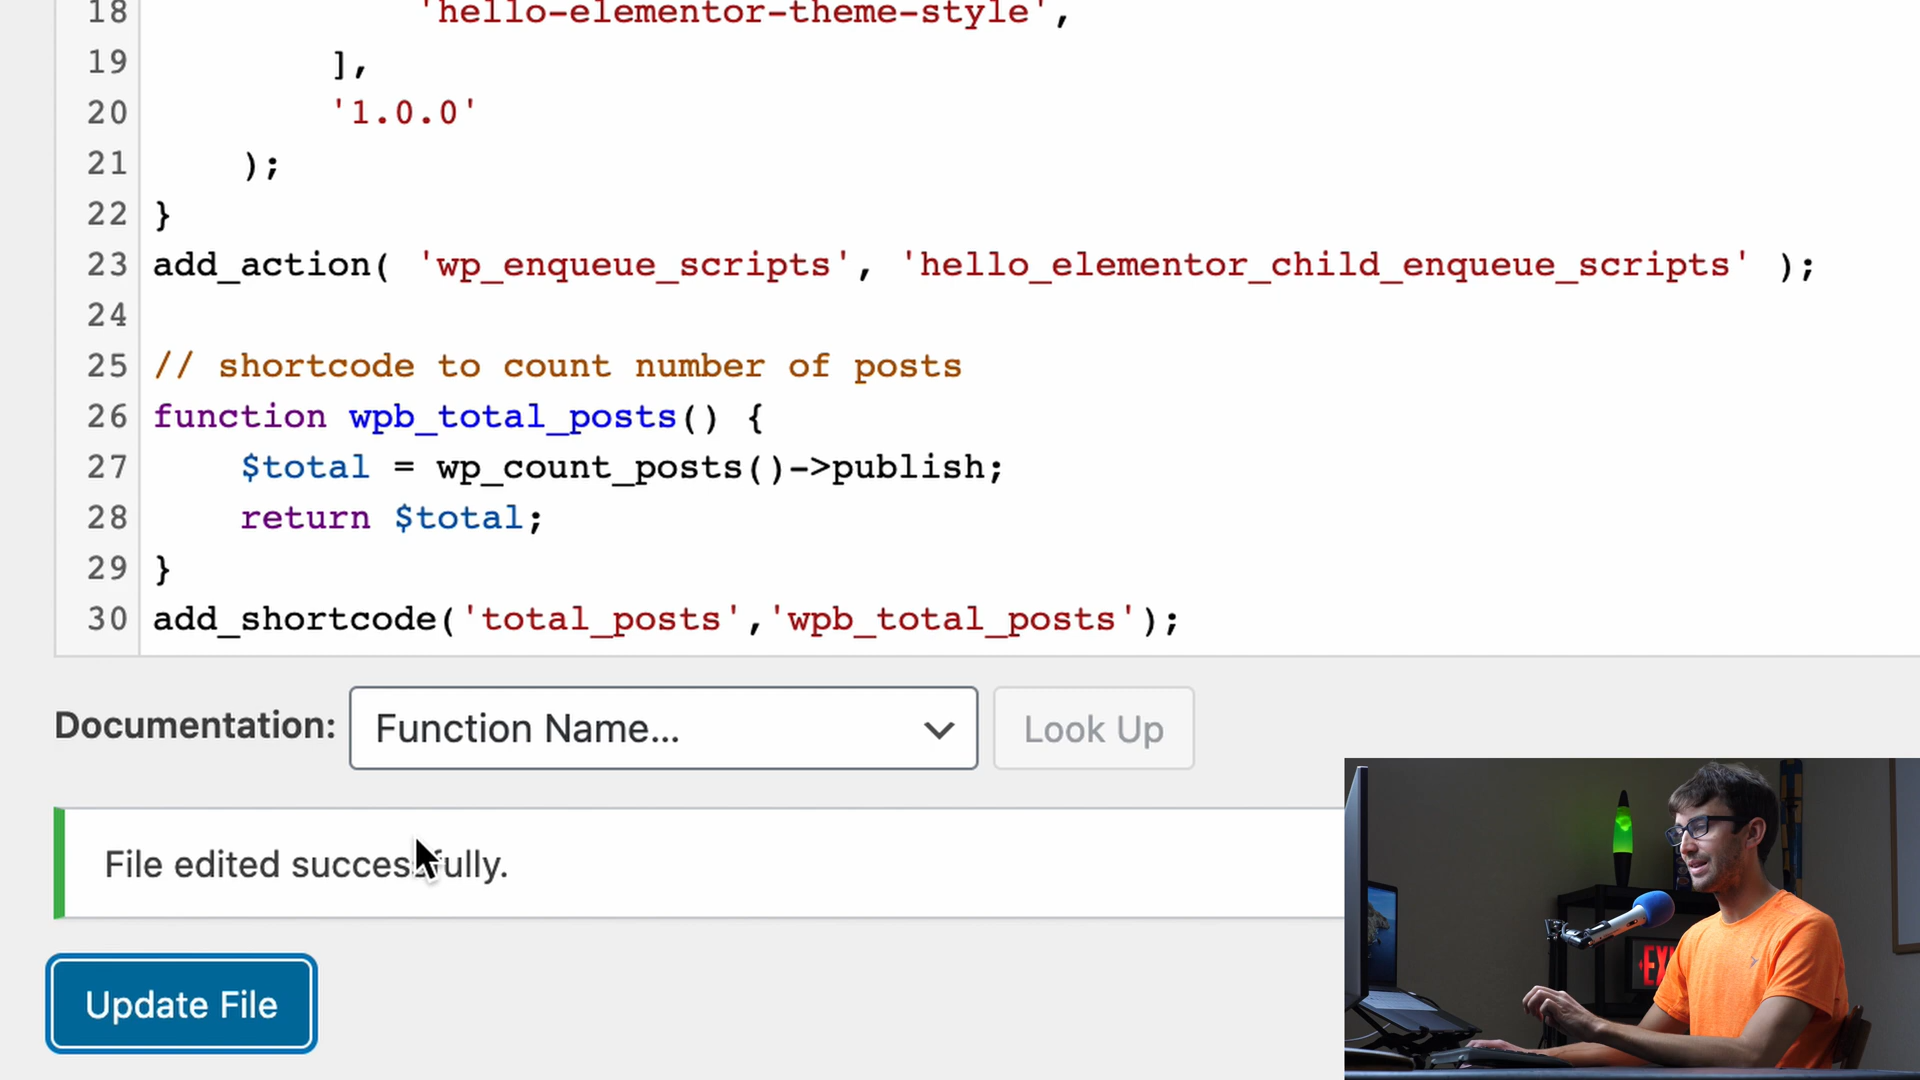 18 'hello-elementor-theme-style',
19 ],
20 '1.0.0'
21 );
22 }
23 add_action( 'wp_enqueue_scripts', 'hello_elementor_child_enqueue_scripts' );
24
25 // shortcode to count number of posts
26 function wpb_total_posts() {
27 $total = wp_count_posts()->publish;
28 return $total;
29 }
30 add_shortcode('total_posts','wpb_total_posts');
Documentation: Function Name... Look Up
File edited successfully.
Update File